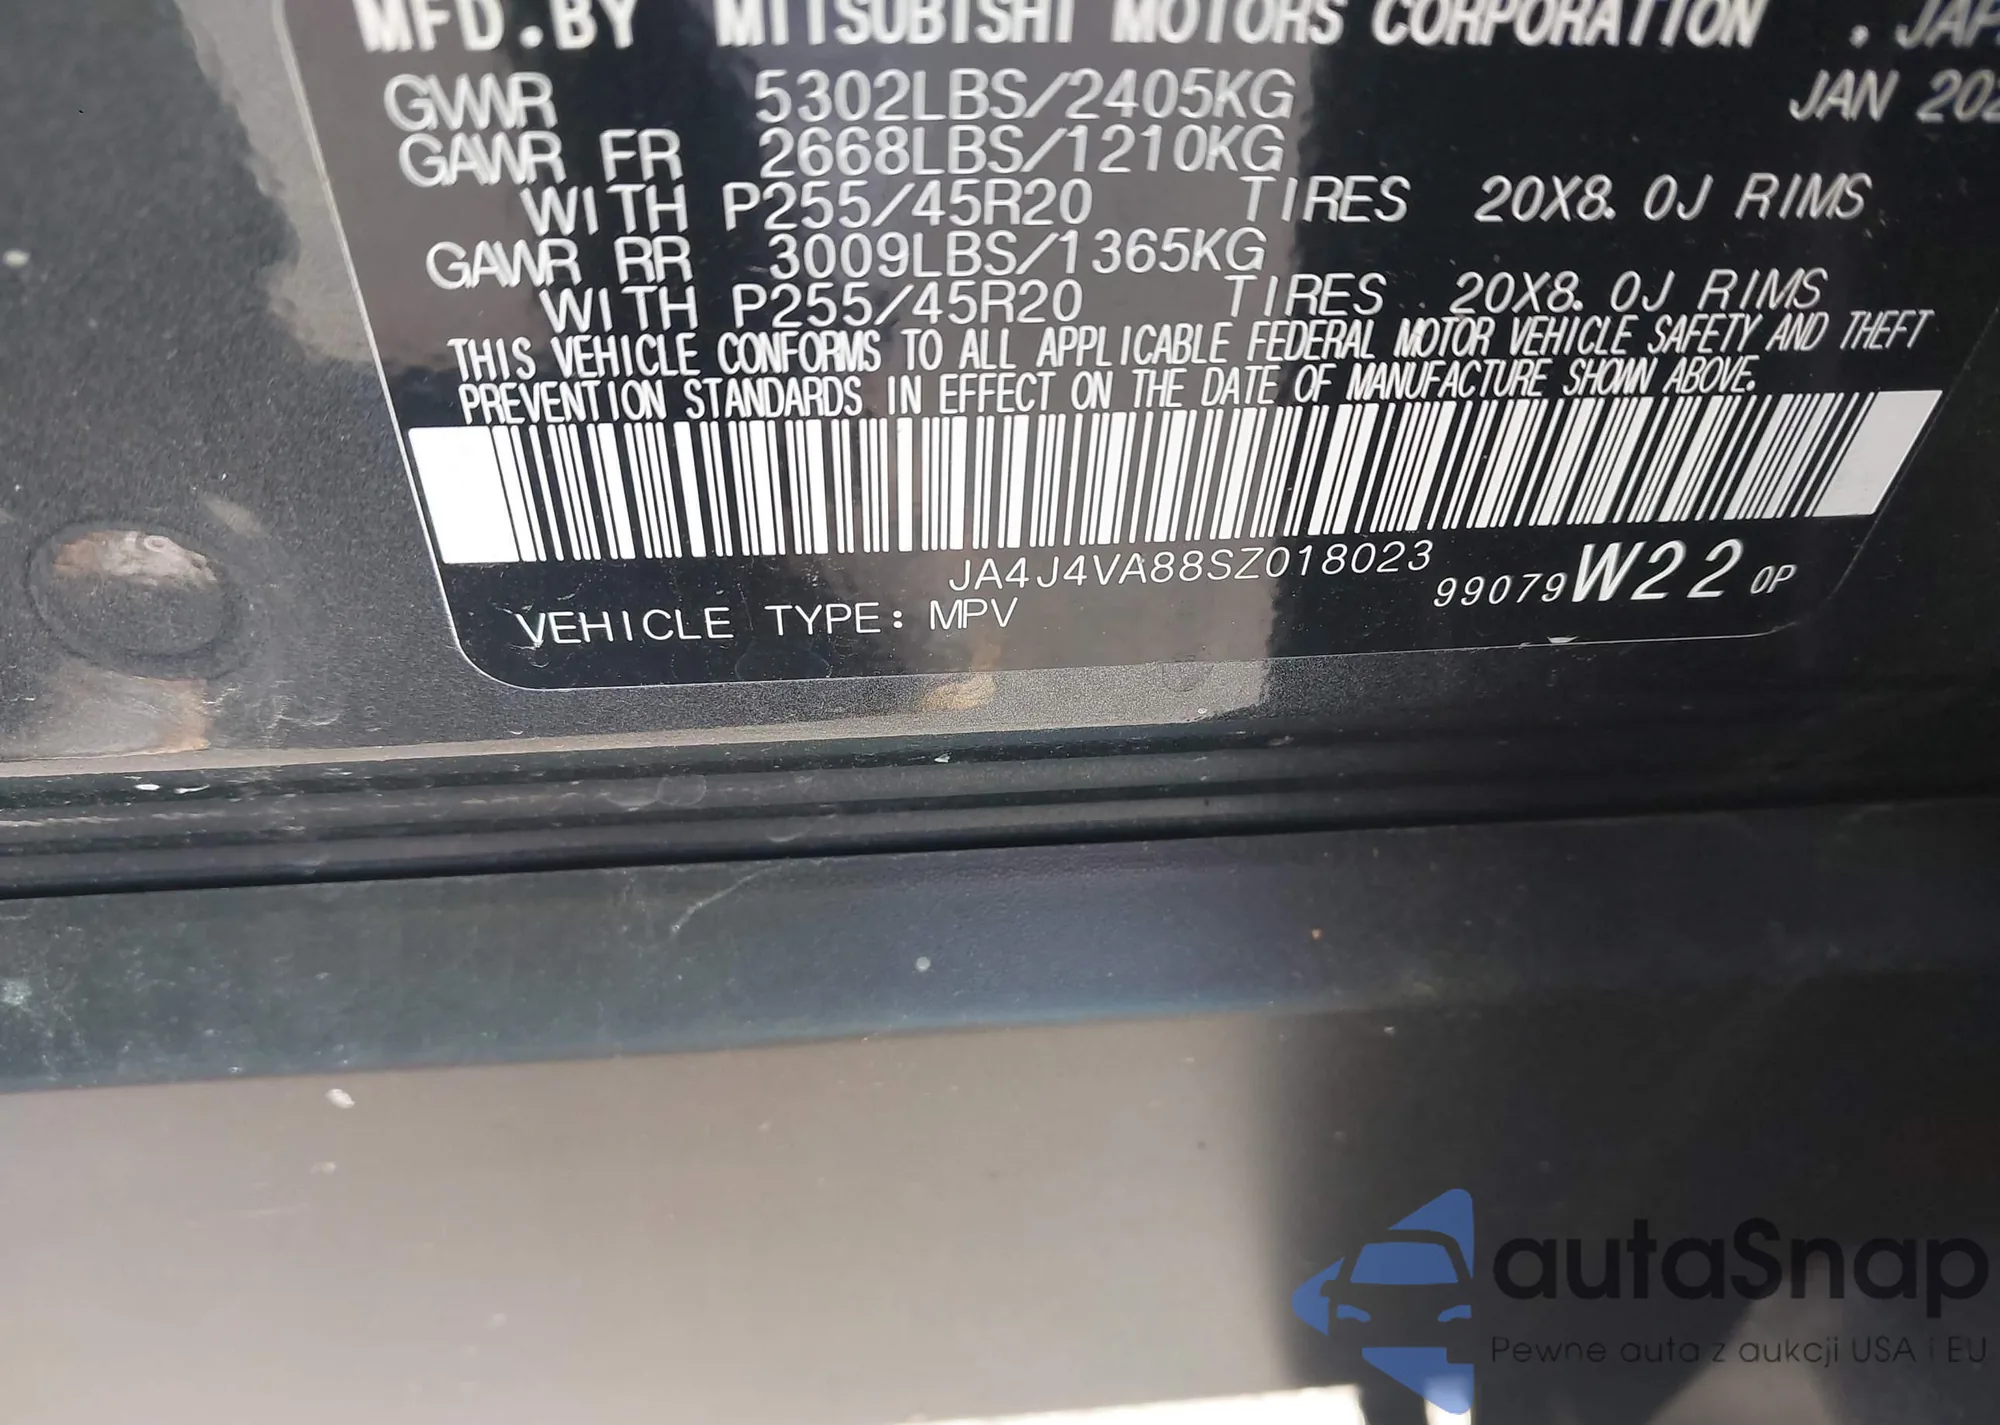 MFD.BY MITSUBISHI MOTORS CORPORATION
GVWR 5302LBS/2405KG
GAWR FR 2668LBS/1210KG
WITH P255/45R20 TIRES 20X8.0J RIMS
GAWR RR 3009LBS/1365KG
WITH P255/45R20 TIRES 20X8.0J RIMS
THIS VEHICLE CONFORMS TO ALL APPLICABLE FEDERAL MOTOR VEHICLE SAFETY AND THEFT
PREVENTION STANDARDS IN EFFECT ON THE DATE OF MANUFACTURE SHOWN ABOVE.
JA4J4VA88SZ018023
VEHICLE TYPE: MPV 99079 W22 OP
autaSnap
Pewne auta z aukcji USA i EU